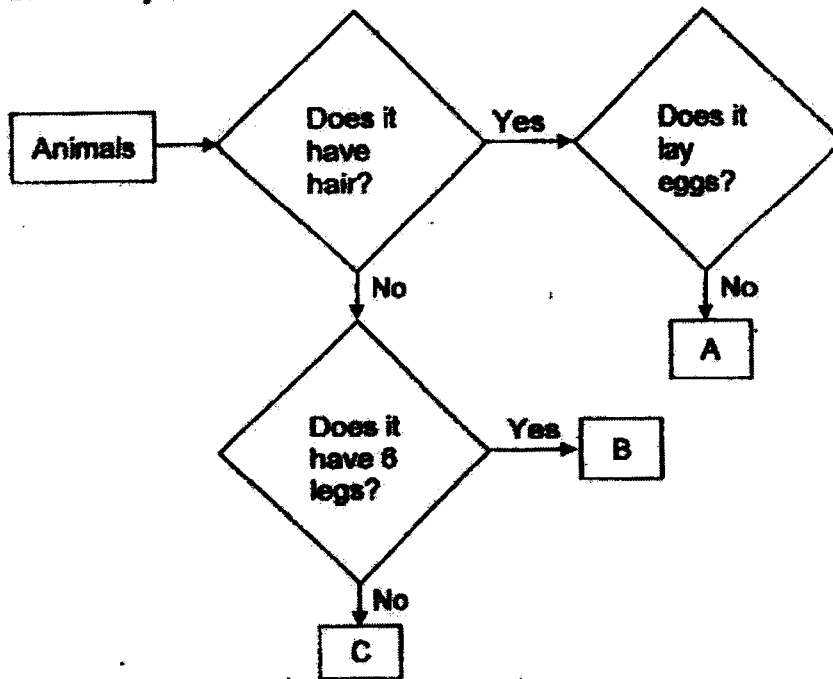 Animals
Does it
have
hair?
Yes
Does it
lay
eggs?
No
A
No
Does it
have 6
legs?
Yes
B
No
C